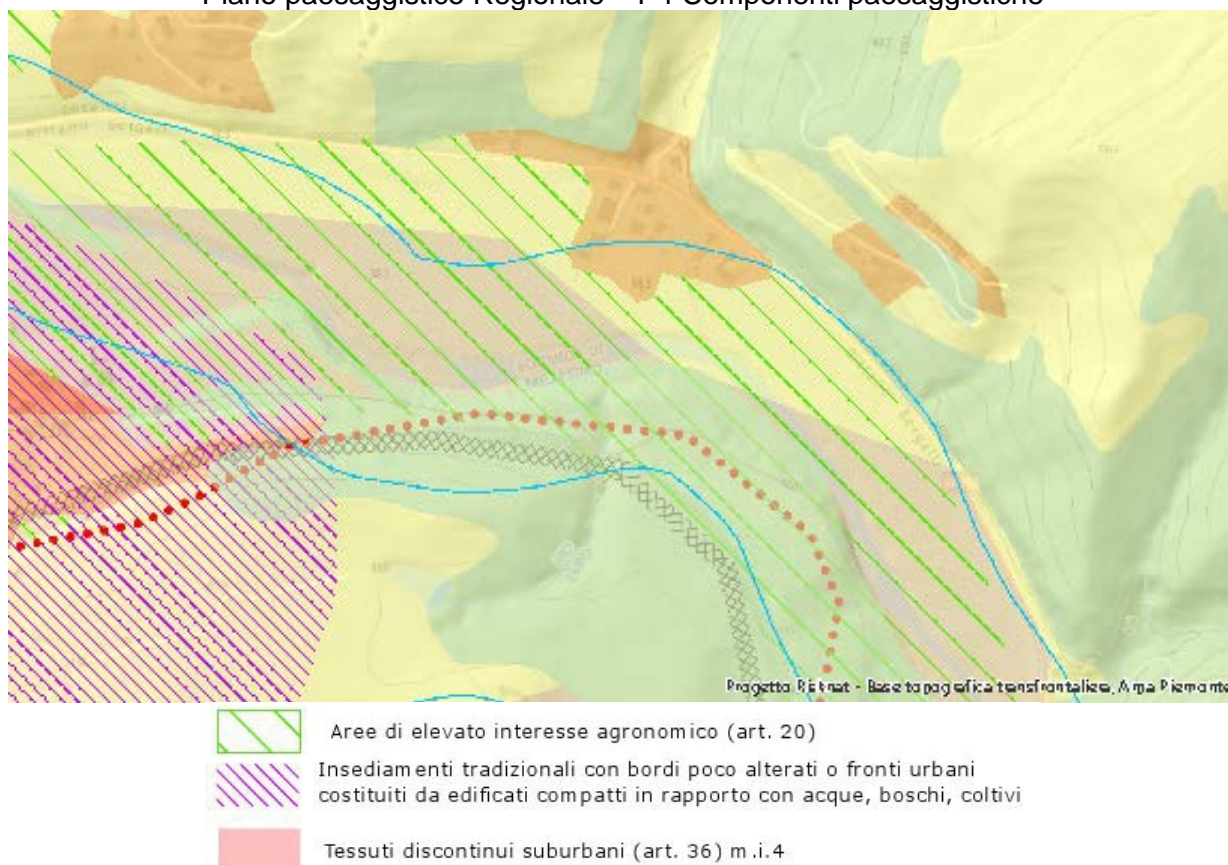 Piano paesaggistico Regionale P4 Componenti paesaggistiche
383
Progetto Risknat - Base topografica transfrontaliera, Arpa Piemonte
Aree di elevato interesse agronomico (art. 20)
Insediamenti tradizionali con bordi poco alterati o fronti urbani
costituiti da edificati compatti in rapporto con acque, boschi, coltivi
Tessuti discontinui suburbani (art. 36) m.i.4